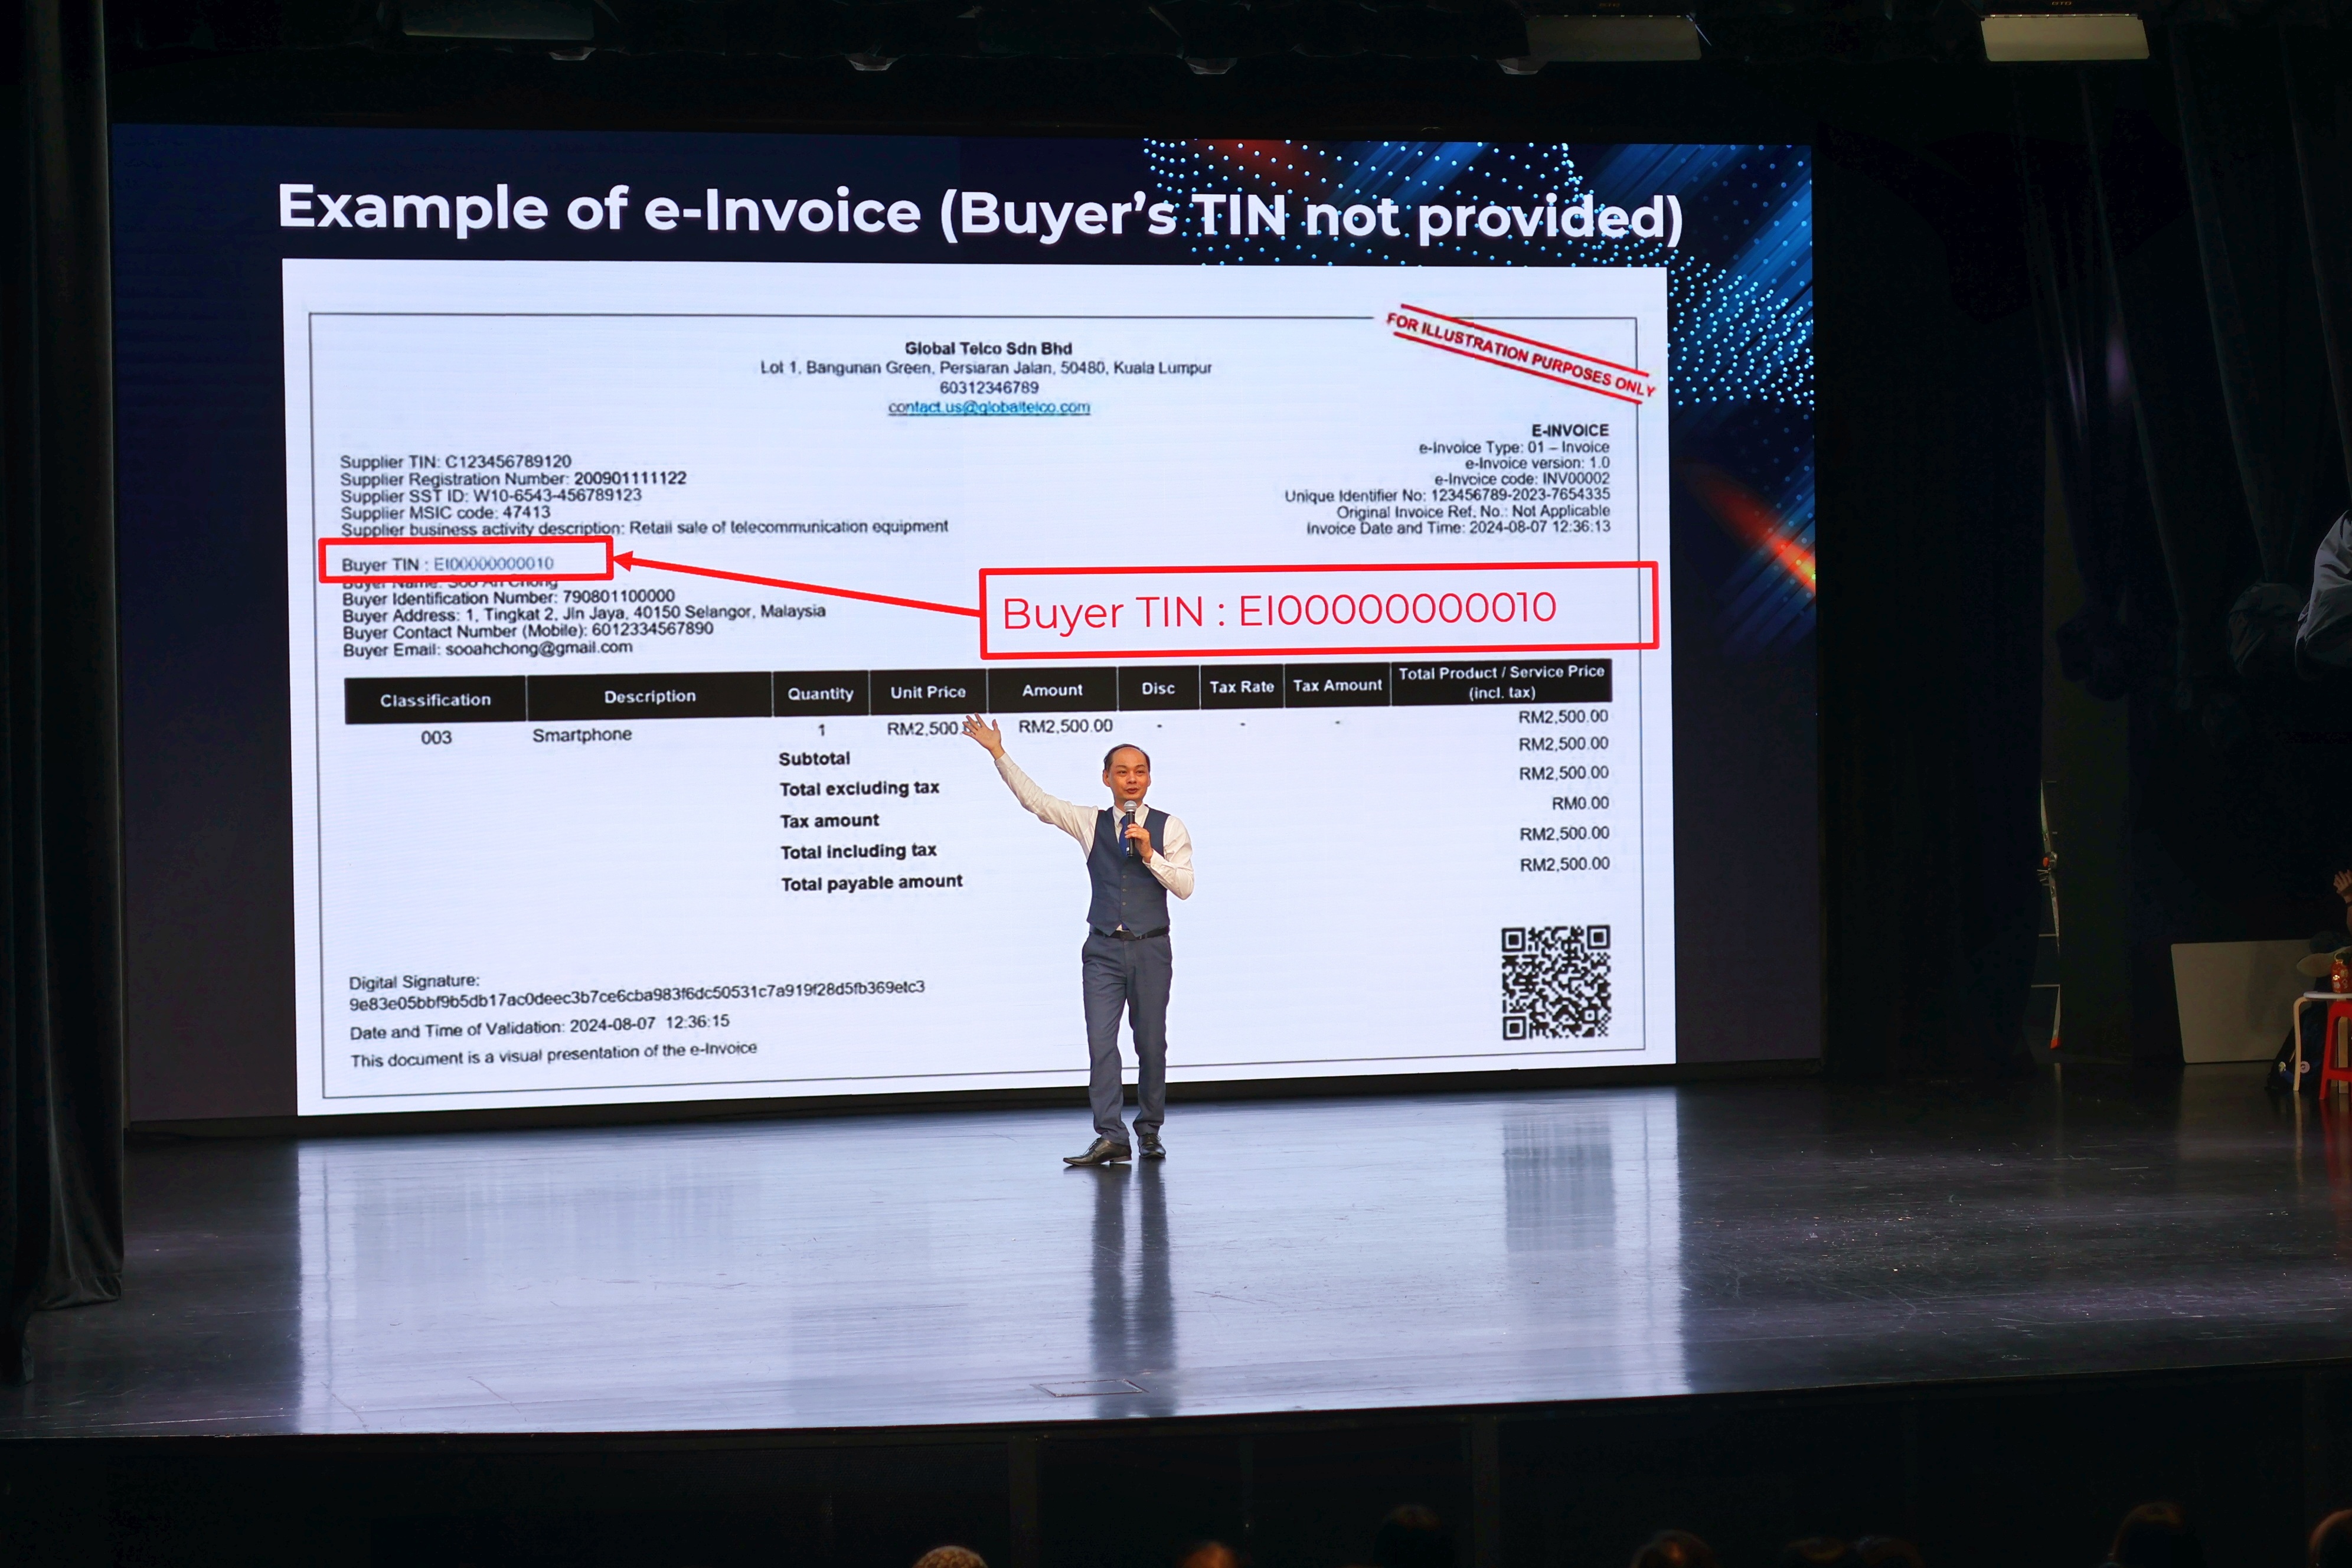 Example of e-Invoice (Buyer's TIN not provided)
FOR ILLUSTRATION PURPOSES ONLY
Global Telco Sdn Bhd
Lot 1, Bangunan Green, Persiaran Jalan, 50480, Kuala Lumpur
60312346789
contact.us@globaltelco.com
E-INVOICE
e-Invoice Type: 01 – Invoice
e-Invoice version: 1.0
e-Invoice code: INV00002
Unique Identifier No: 123456789-2023-7654335
Original Invoice Ref. No.: Not Applicable
Invoice Date and Time: 2024-08-07 12:36:13
Supplier TIN: C123456789120
Supplier Registration Number: 200901111122
Supplier SST ID: W10-6543-456789123
Supplier MSIC code: 47413
Supplier business activity description: Retail sale of telecommunication equipment
Buyer TIN : EI00000000010
Buyer Name: Soo Ah Chong
Buyer Identification Number: 790801100000
Buyer Address: 1, Tingkat 2, Jln Jaya, 40150 Selangor, Malaysia
Buyer Contact Number (Mobile): 6012334567890
Buyer Email: sooahchong@gmail.com
Buyer TIN : EI00000000010
Classification Description Quantity Unit Price Amount Disc Tax Rate Tax Amount Total Product / Service Price (incl. tax)
003 Smartphone 1 RM2,500 RM2,500.00 - - - RM2,500.00
Subtotal RM2,500.00
Total excluding tax RM2,500.00
Tax amount RM0.00
Total including tax RM2,500.00
Total payable amount RM2,500.00
Digital Signature:
9e83e05bbf9b5db17ac0deec3b7ce6cba983f6dc50531c7a919f28d5fb369etc3
Date and Time of Validation: 2024-08-07 12:36:15
This document is a visual presentation of the e-Invoice